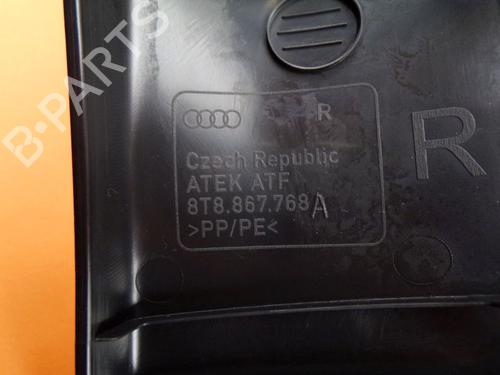 B-PARTS
R
R
Czech Republic
ATEK ATF
8T8.867.768 A
>PP/PE<